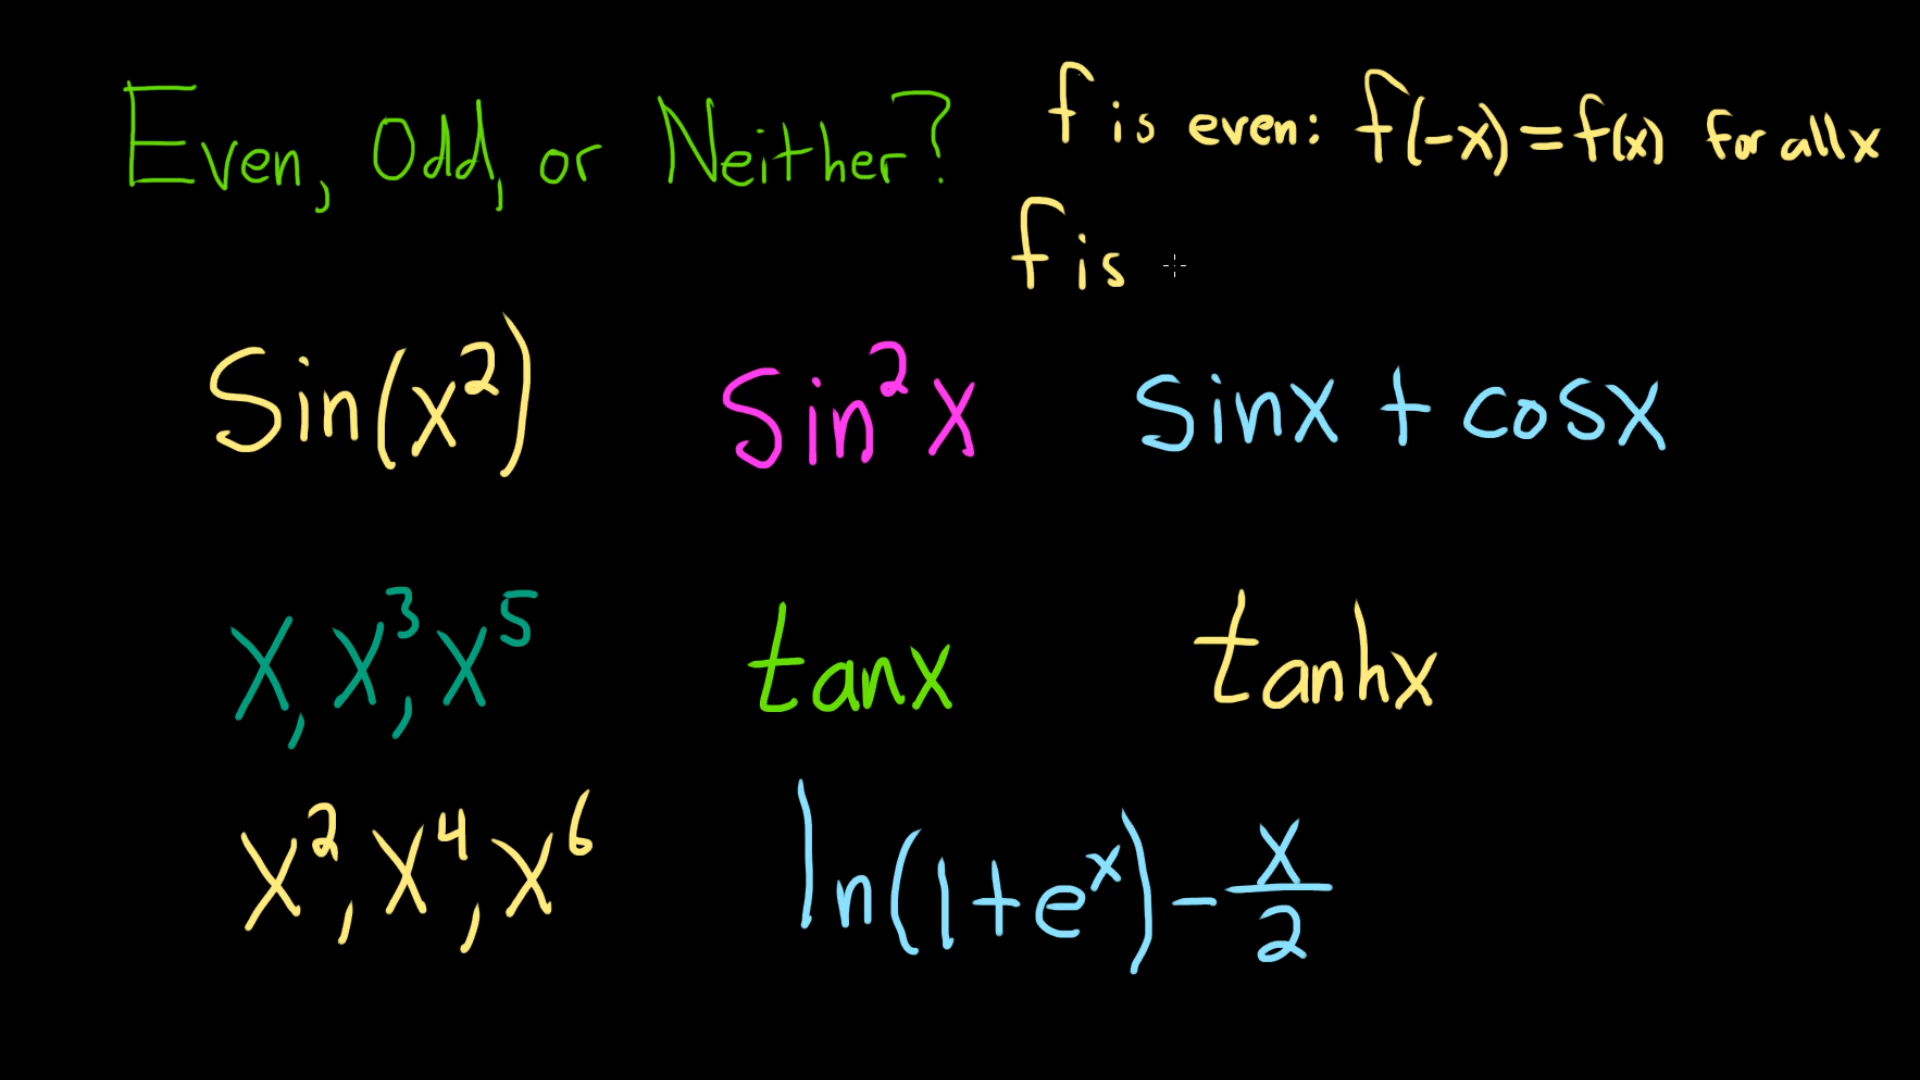 Even, Odd, or Neither?
f is even: f(-x) = f(x) for all x
f is
Sin(x²) Sin²x sinx + cosx
x, x³, x⁵ tanx tanhx
x², x⁴, x⁶ ln(1+eˣ) - x/2